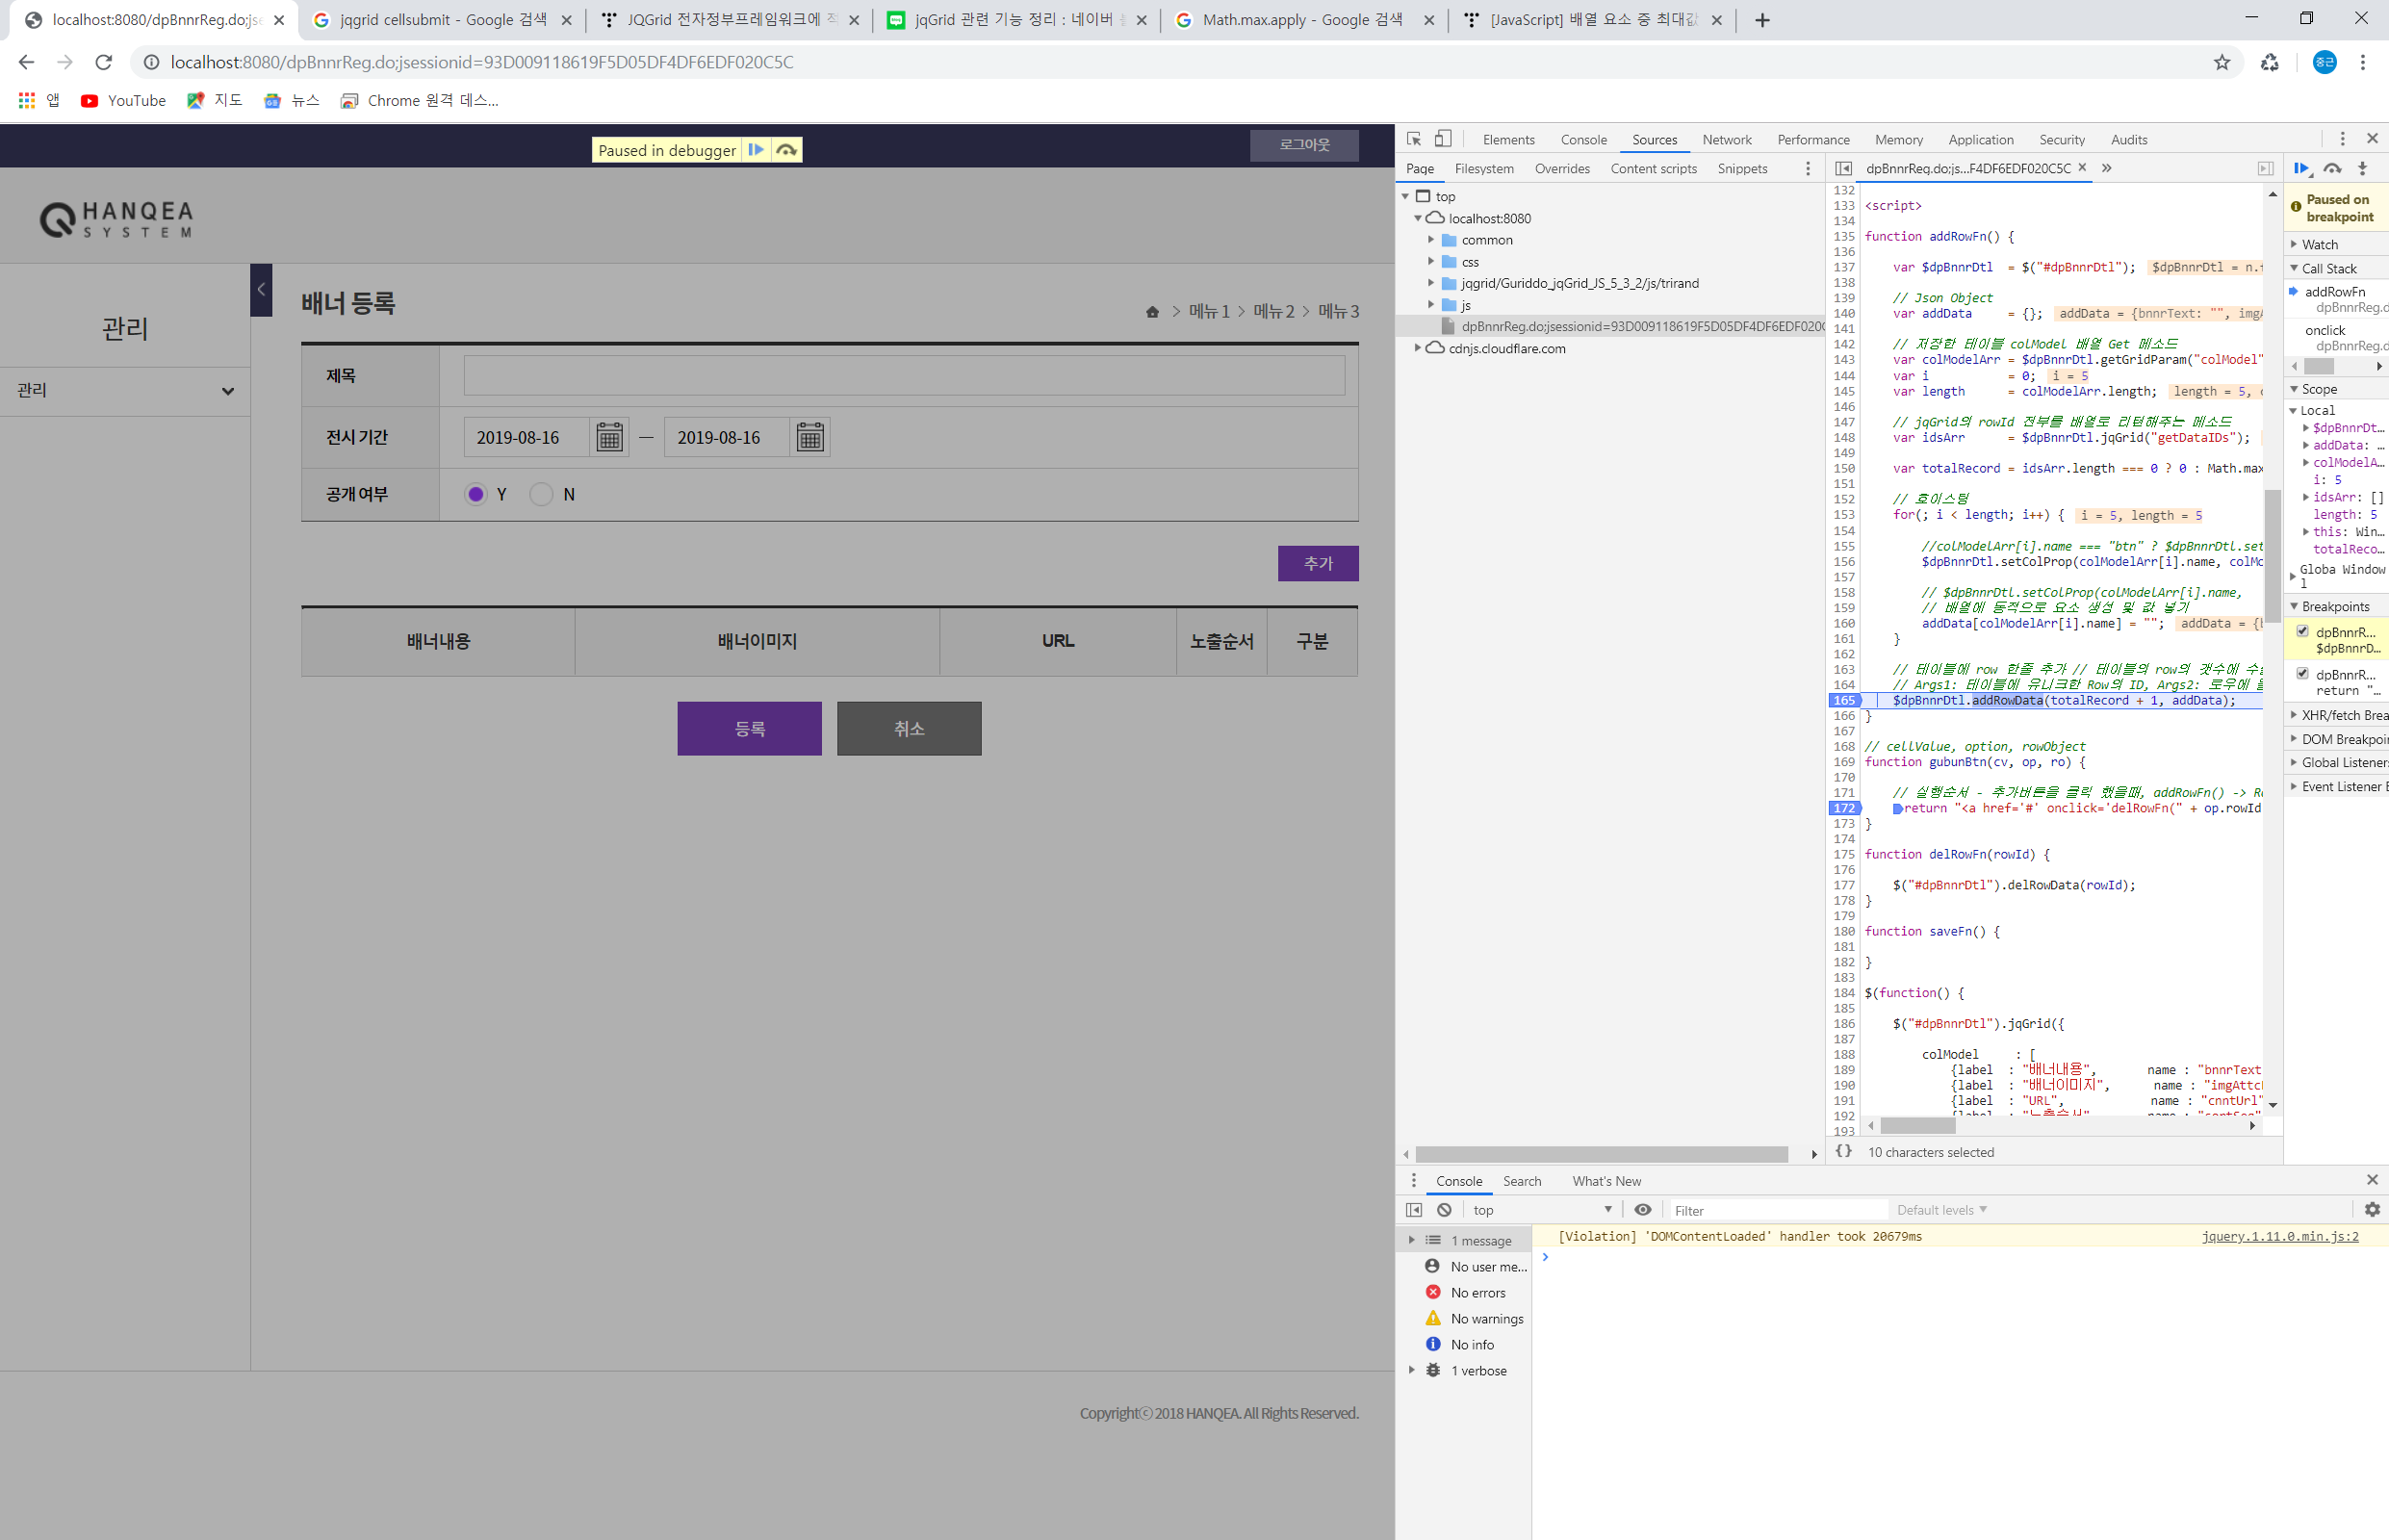 localhost:8080/dpBnnrReg.do;jse
jqgrid cellsubmit - Google 검색
JQGrid 전자정부프레임워크에 적
jqGrid 관련 기능 정리 : 네이버 블
Math.max.apply - Google 검색
[JavaScript] 배열 요소 중 최대값
localhost:8080/dpBnnrReg.do;jsessionid=93D009118619F5D05DF4DF6EDF020C5C
중근
앱
YouTube
지도
뉴스
Chrome 원격 데스...
Paused in debugger
로그아웃
HANQEA
SYSTEM
관리
관리
배너 등록
메뉴 1 > 메뉴 2 > 메뉴 3
제목
전시 기간
2019-08-16 — 2019-08-16
공개 여부
Y N
추가
배너내용 배너이미지 URL 노출순서 구분
등록 취소
Copyrightⓒ 2018 HANQEA. All Rights Reserved.
Elements Console Sources Network Performance Memory Application Security Audits
Page Filesystem Overrides Content scripts Snippets
top
localhost:8080
common
css
jqgrid/Guriddo_jqGrid_JS_5_3_2/js/trirand
js
dpBnnrReg.do;jsessionid=93D009118619F5D05DF4DF6EDF020C
cdnjs.cloudflare.com
dpBnnrReg.do;js...F4DF6EDF020C5C
132
133 <script>
134
135 function addRowFn() {
136
137 var $dpBnnrDtl = $("#dpBnnrDtl"); $dpBnnrDtl = n.f
138
139 // Json Object
140 var addData = {}; addData = {bnnrText: "", imgA
141
142 // 저장한 테이블 colModel 배열 Get 메소드
143 var colModelArr = $dpBnnrDtl.getGridParam("colModel"
144 var i = 0; i = 5
145 var length = colModelArr.length; length = 5, c
146
147 // jqGrid의 rowId 전부를 배열로 리턴해주는 메소드
148 var idsArr = $dpBnnrDtl.jqGrid("getDataIDs");
149
150 var totalRecord = idsArr.length === 0 ? 0 : Math.max
151
152 // 호이스팅
153 for(; i < length; i++) { i = 5, length = 5
154
155 //colModelArr[i].name === "btn" ? $dpBnnrDtl.set
156 $dpBnnrDtl.setColProp(colModelArr[i].name, colMo
157
158 // $dpBnnrDtl.setColProp(colModelArr[i].name,
159 // 배열에 동적으로 요소 생성 및 값 넣기
160 addData[colModelArr[i].name] = ""; addData = {b
161 }
162
163 // 테이블에 row 한줄 추가 // 테이블의 row의 갯수에 수
164 // Args1: 테이블에 유니크한 Row의 ID, Args2: 로우에 들
165 $dpBnnrDtl.addRowData(totalRecord + 1, addData);
166 }
167
168 // cellValue, option, rowObject
169 function gubunBtn(cv, op, ro) {
170
171 // 실행순서 - 추가버튼을 클릭 했을때, addRowFn() -> Ro
172 return "<a href='#' onclick='delRowFn(" + op.rowId
173 }
174
175 function delRowFn(rowId) {
176
177 $("#dpBnnrDtl").delRowData(rowId);
178 }
179
180 function saveFn() {
181
182 }
183
184 $(function() {
185
186 $("#dpBnnrDtl").jqGrid({
187
188 colModel : [
189 {label : "배너내용", name : "bnnrText
190 {label : "배너이미지", name : "imgAttc
191 {label : "URL", name : "cnntUrl"
192 {label : "노출순서", name : "sortSeq"
193
10 characters selected
Paused on
breakpoint
Watch
Call Stack
addRowFn
dpBnnrReg.d
onclick
dpBnnrReg.d
Scope
Local
$dpBnrDt...
addData: ...
colModelA...
i: 5
idsArr: []
length: 5
this: Win...
totalReco...
Globa Window
l
Breakpoints
dpBnnrR...
$dpBnnrD...
dpBnnrR...
return "...
XHR/fetch Brea
DOM Breakpoi
Global Listener
Event Listener B
Console Search What's New
top Filter Default levels
1 message
No user me...
No errors
No warnings
No info
1 verbose
[Violation] 'DOMContentLoaded' handler took 20679ms jquery.1.11.0.min.js:2